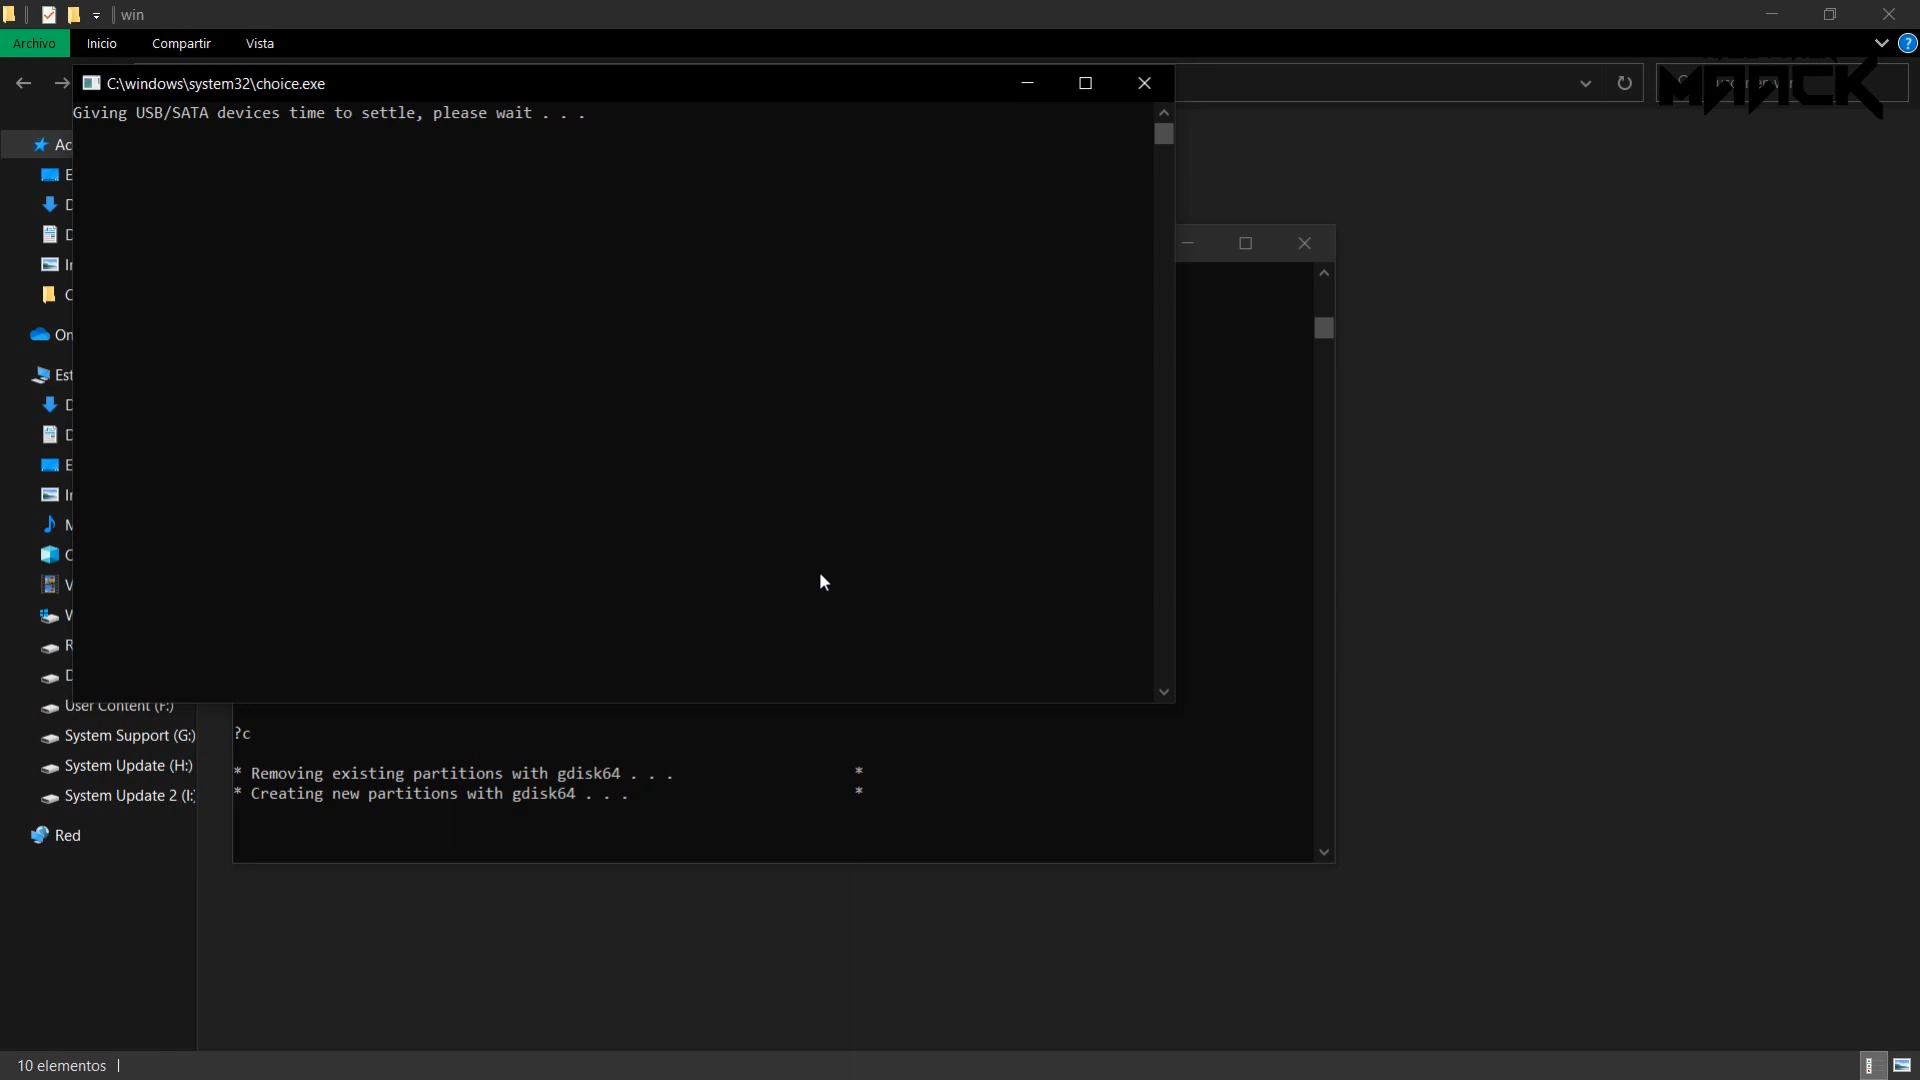 win
Archivo
Inicio
Compartir
Vista
C:\windows\system32\choice.exe
Giving USB/SATA devices time to settle, please wait . . .
User Content (F:)
System Support (G:)
System Update (H:)
System Update 2 (I:)
Red
?c
* Removing existing partitions with gdisk64 . . . *
* Creating new partitions with gdisk64 . . . *
10 elementos